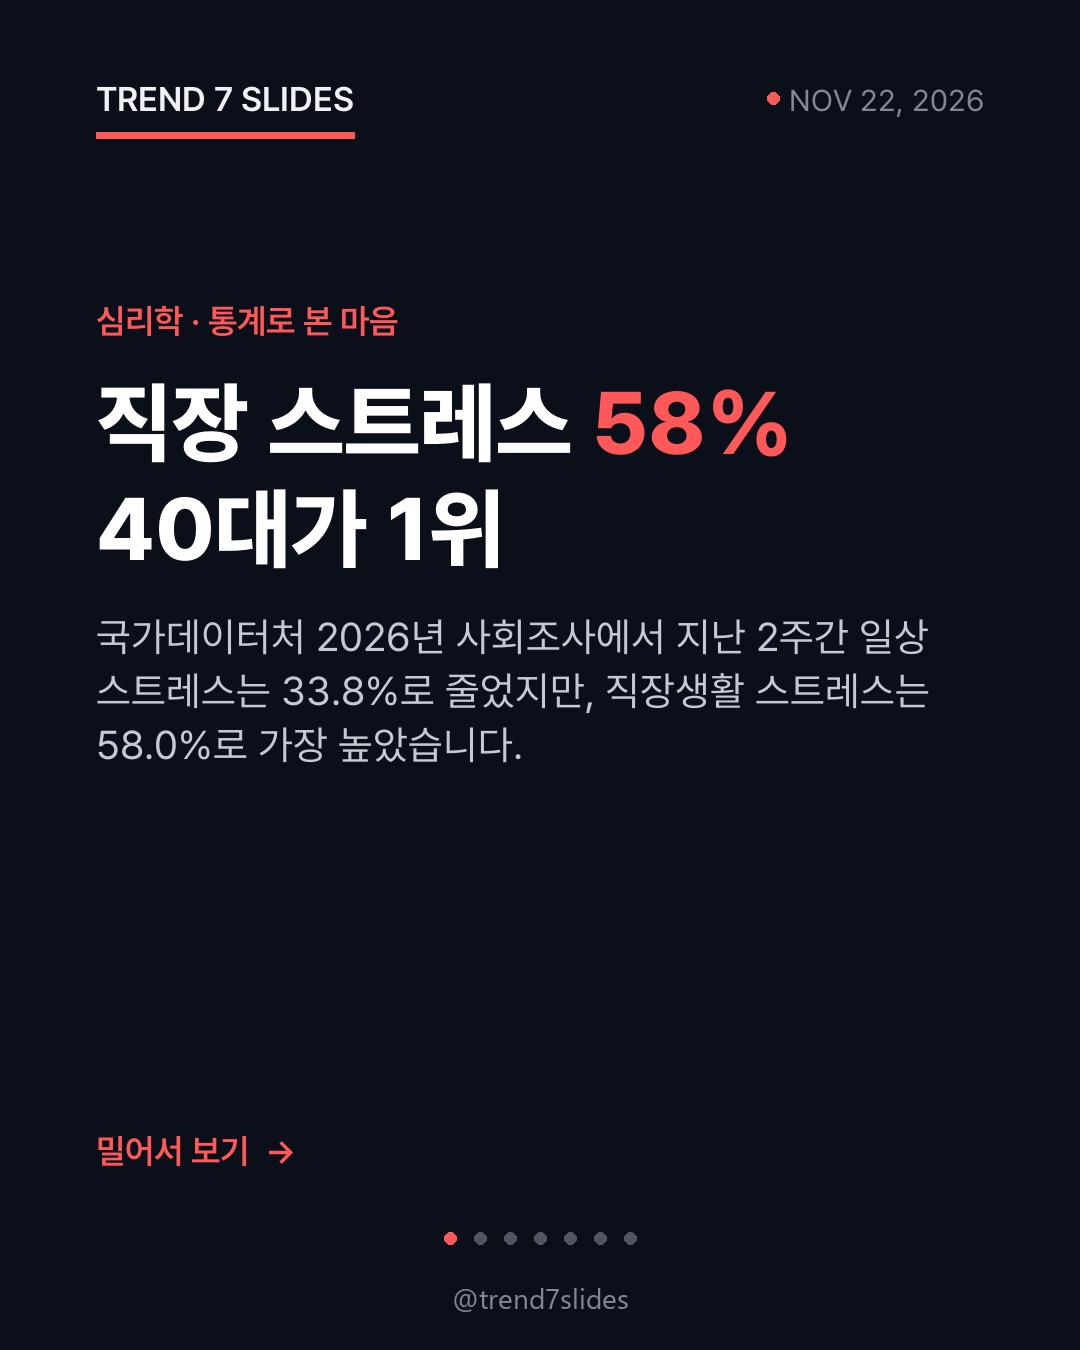 TREND 7 SLIDES
NOV 22, 2026
심리학 · 통계로 본 마음
직장 스트레스 58%
40대가 1위
국가데이터처 2026년 사회조사에서 지난 2주간 일상
스트레스는 33.8%로 줄었지만, 직장생활 스트레스는
58.0%로 가장 높았습니다.
밀어서 보기 →
@trend7slides